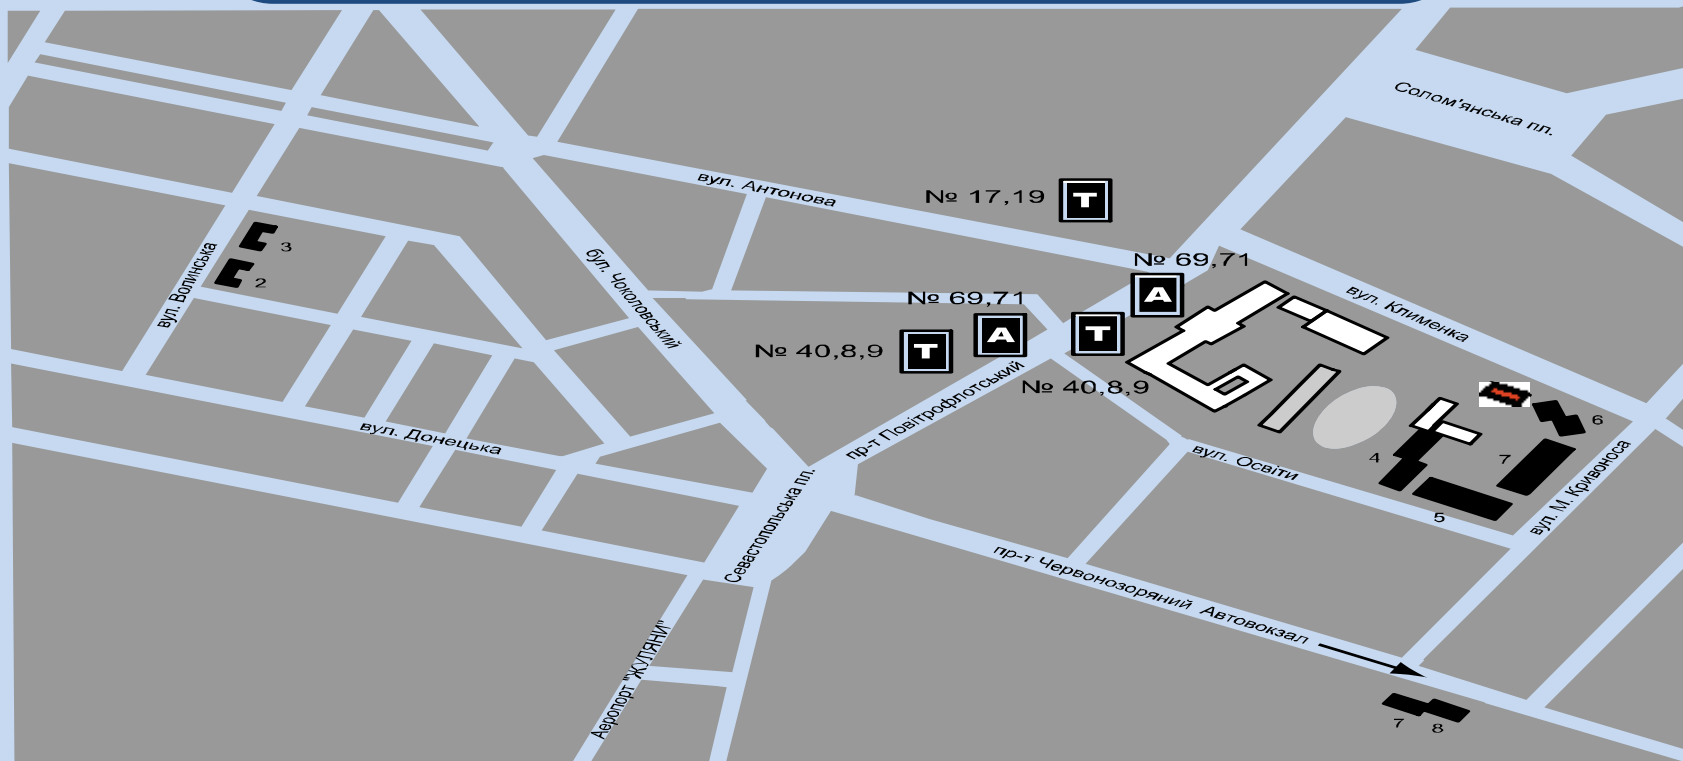 Солом'янська пл.
вул. Антонова
№ 17,19
T
№ 69,71
A
3
2
вул. Волинська
бул. Чоколовський
№ 69,71
A
T
вул. Клименка
№ 40,8,9
T
№ 40,8,9
пр-т Повітрофлотський
6
вул. Донецька
4
7
вул. Освіти
вул. М. Кривоноса
5
Севастопольська пл.
пр-т Червонозоряний Автовокзал
Аеропорт "ЖУЛЯНИ"
7
8